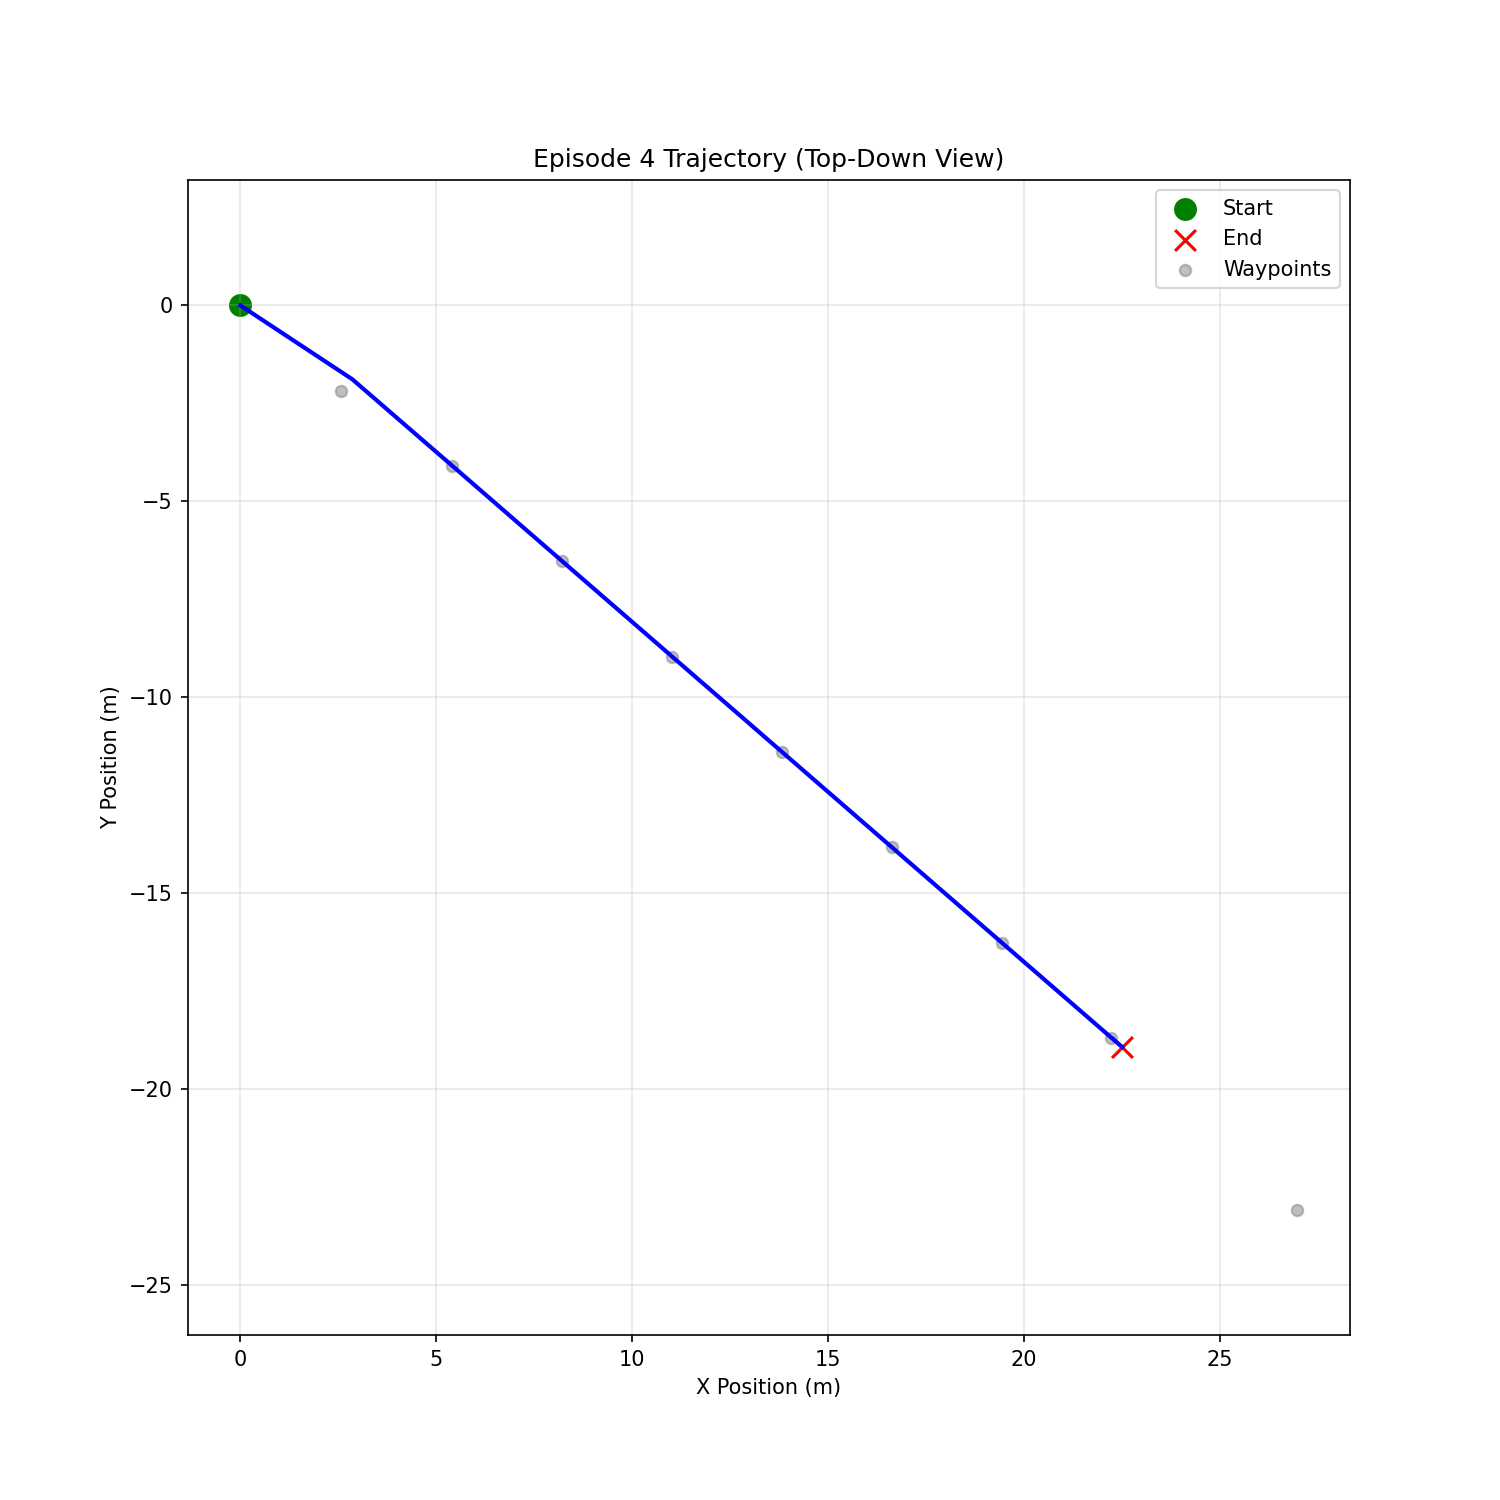 Episode 4 Trajectory (Top-Down View)
Start
End
Waypoints
0
−5
−10
−15
−20
−25
Y Position (m)
0 5 10 15 20 25
X Position (m)